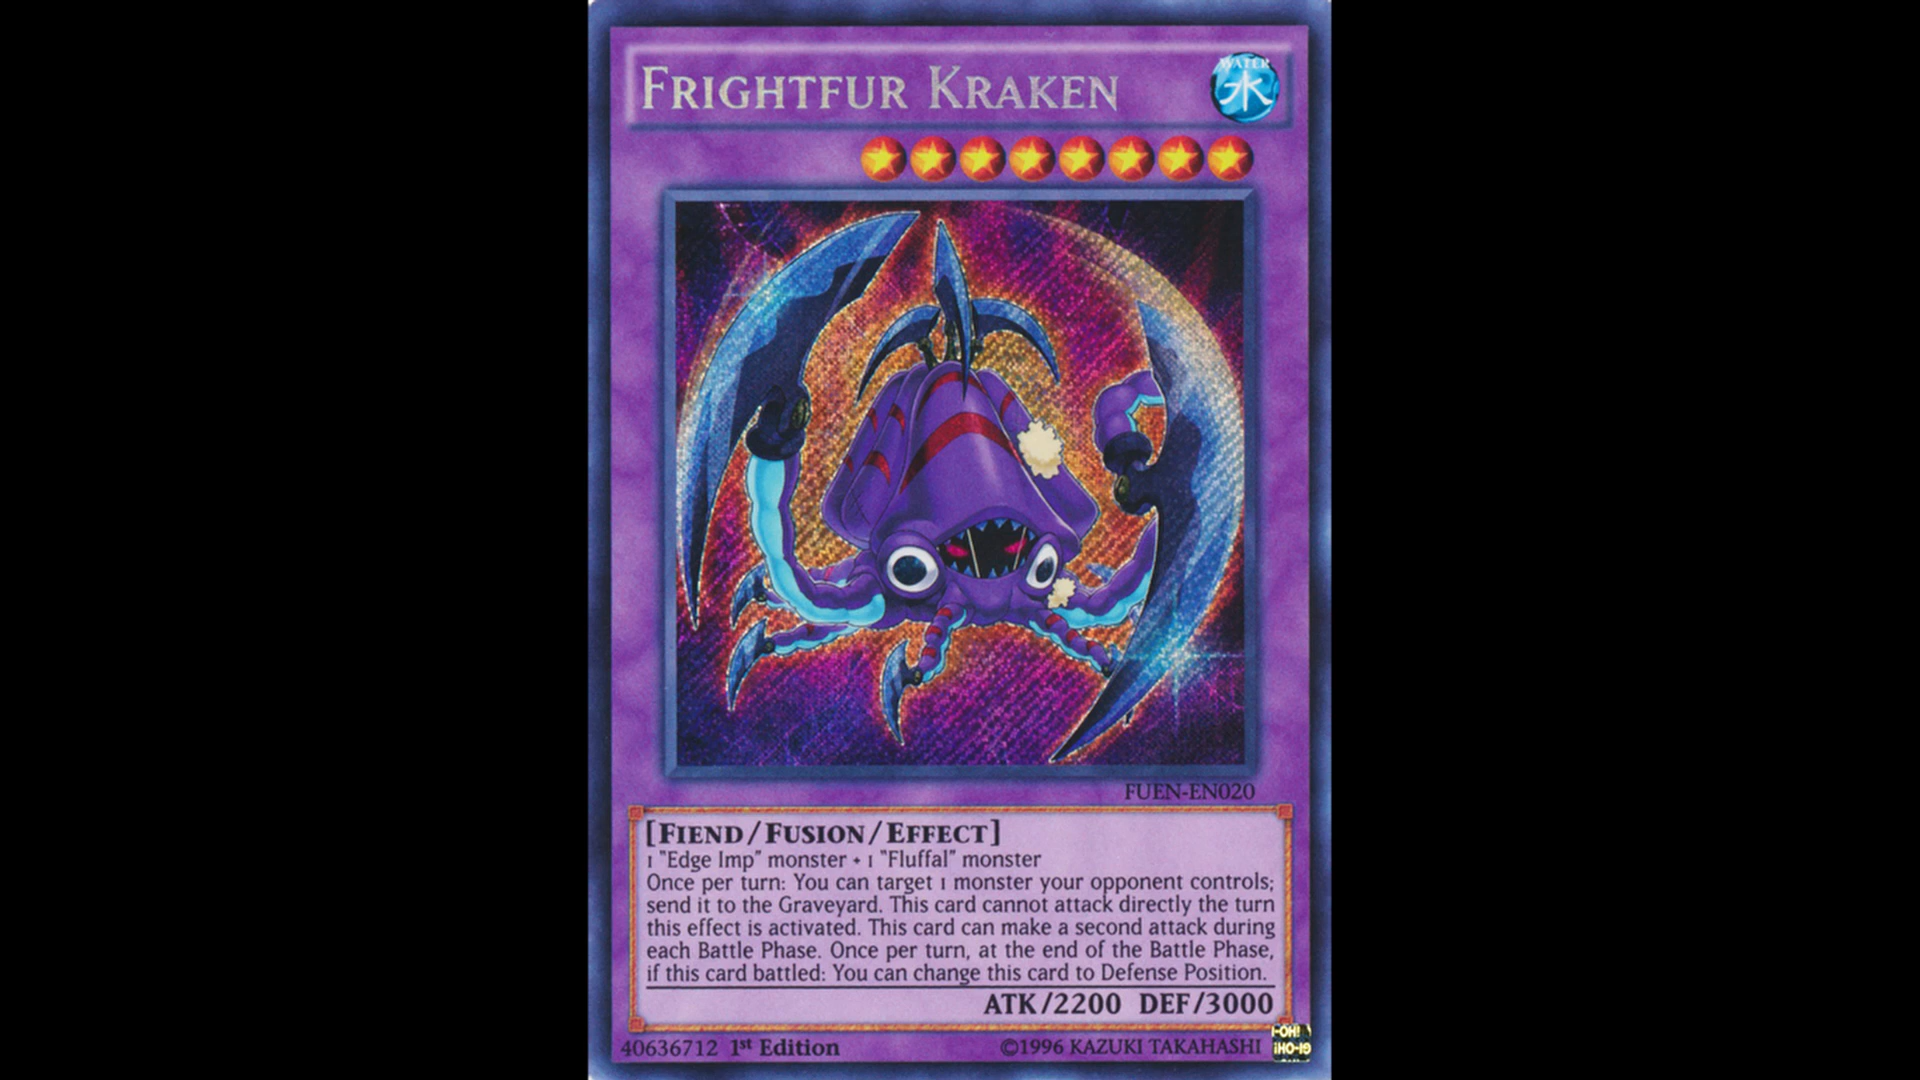 FRIGHTFUR KRAKEN
WATER
水
FUEN-EN020
[FIEND/FUSION/EFFECT]
1 "Edge Imp" monster + 1 "Fluffal" monster
Once per turn: You can target 1 monster your opponent controls;
send it to the Graveyard. This card cannot attack directly the turn
this effect is activated. This card can make a second attack during
each Battle Phase. Once per turn, at the end of the Battle Phase,
if this card battled: You can change this card to Defense Position.
ATK/2200 DEF/3000
40636712 1st Edition
©1996 KAZUKI TAKAHASHI